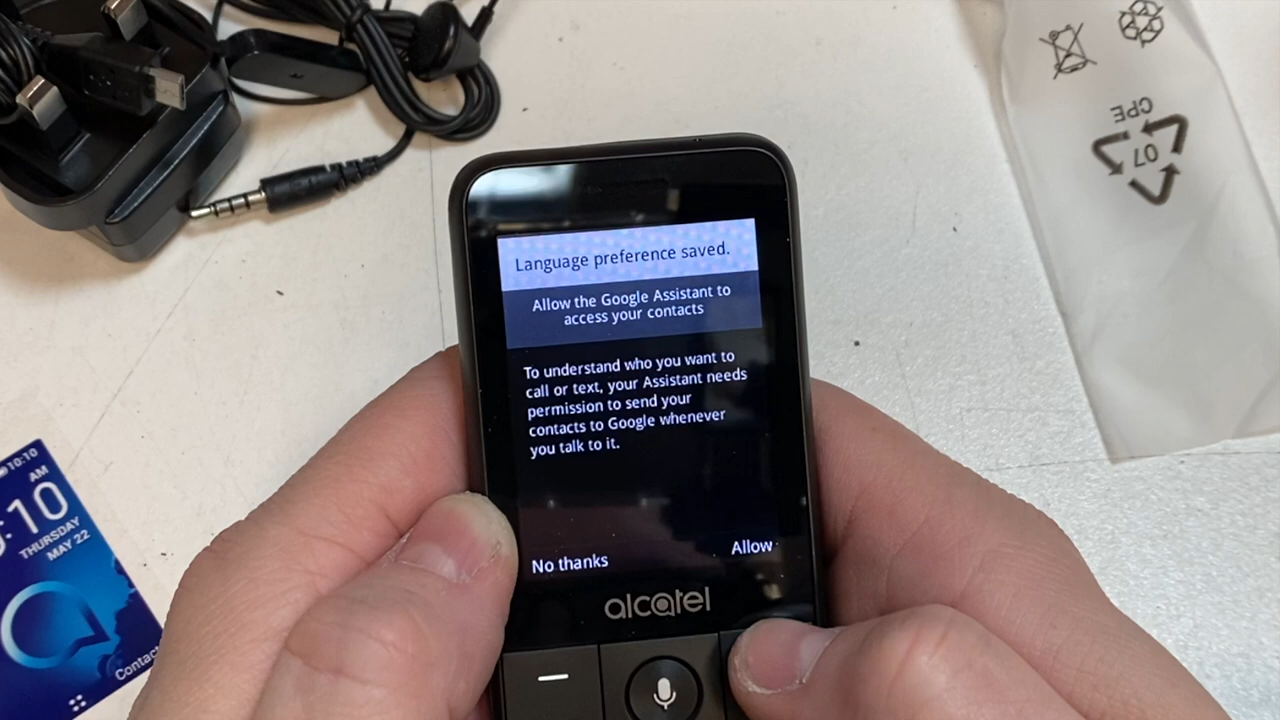 Language preference saved.
Allow the Google Assistant to
access your contacts
To understand who you want to
call or text, your Assistant needs
permission to send your
contacts to Google whenever
you talk to it.
No thanks
Allow
alcatel
10:10
AM
:10
THURSDAY
MAY 22
07
CPE